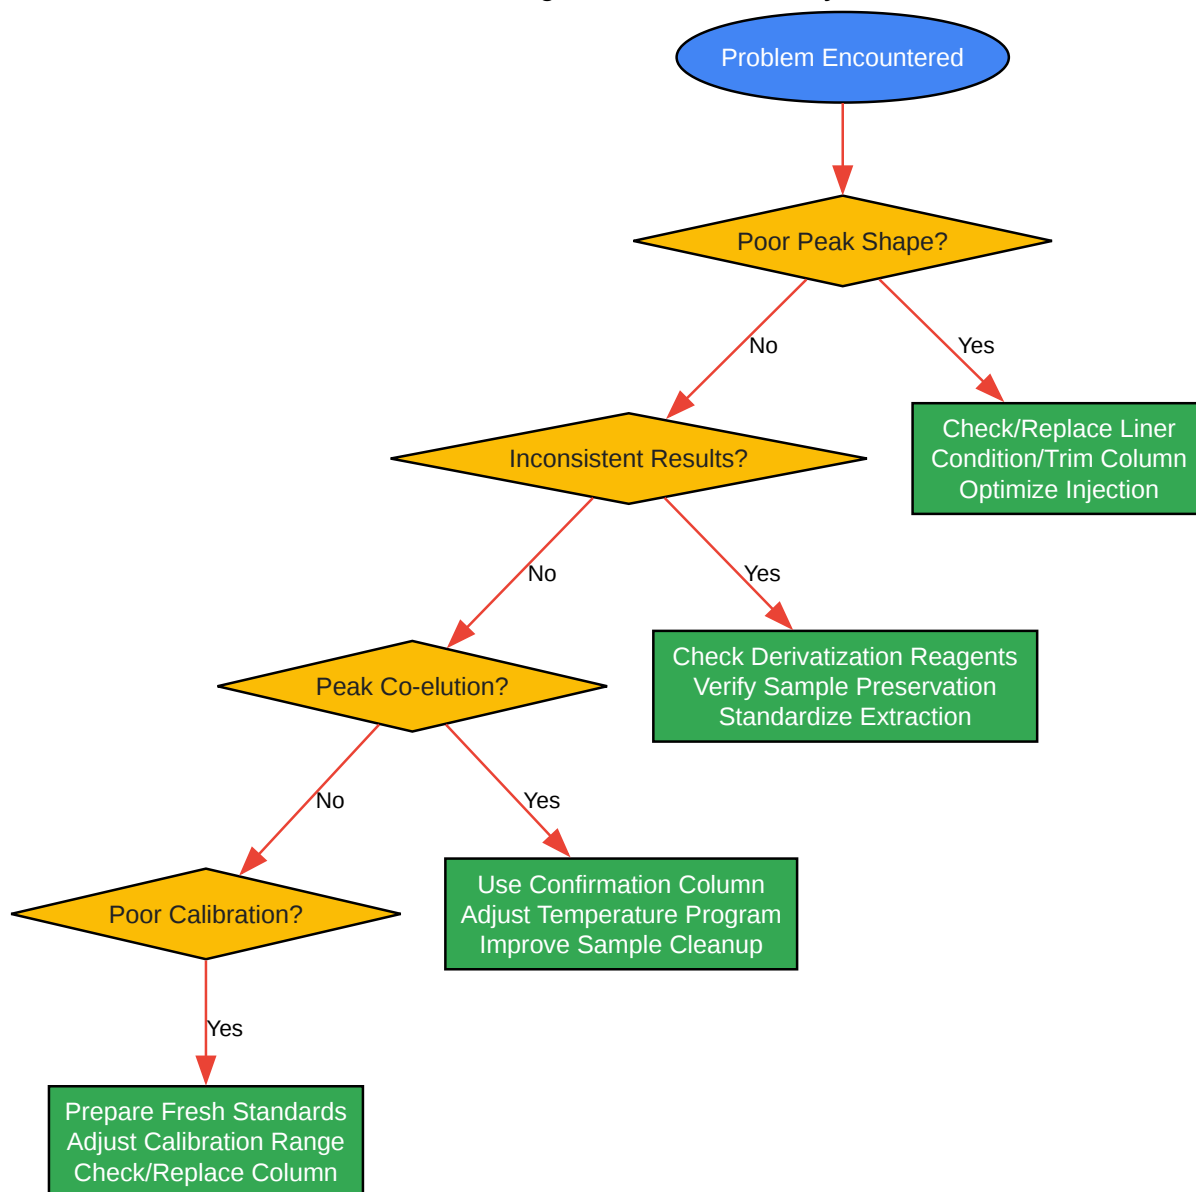 Problem Encountered
Poor Peak Shape?
No
Yes
Check/Replace Liner
Condition/Trim Column
Optimize Injection
Inconsistent Results?
No
Yes
Check Derivatization Reagents
Verify Sample Preservation
Standardize Extraction
Peak Co-elution?
No
Yes
Use Confirmation Column
Adjust Temperature Program
Improve Sample Cleanup
Poor Calibration?
Yes
Prepare Fresh Standards
Adjust Calibration Range
Check/Replace Column